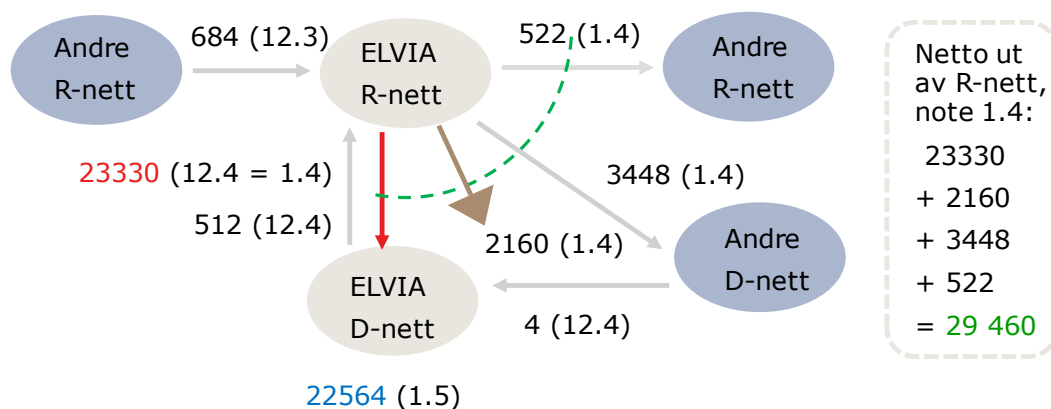 Andre
R-nett
684 (12.3)
ELVIA
R-nett
522 (1.4)
Andre
R-nett
23330 (12.4 = 1.4)
512 (12.4)
3448 (1.4)
2160 (1.4)
Andre
D-nett
ELVIA
D-nett
4 (12.4)
22564 (1.5)
Netto ut
av R-nett,
note 1.4:
23330
+ 2160
+ 3448
+ 522
= 29 460